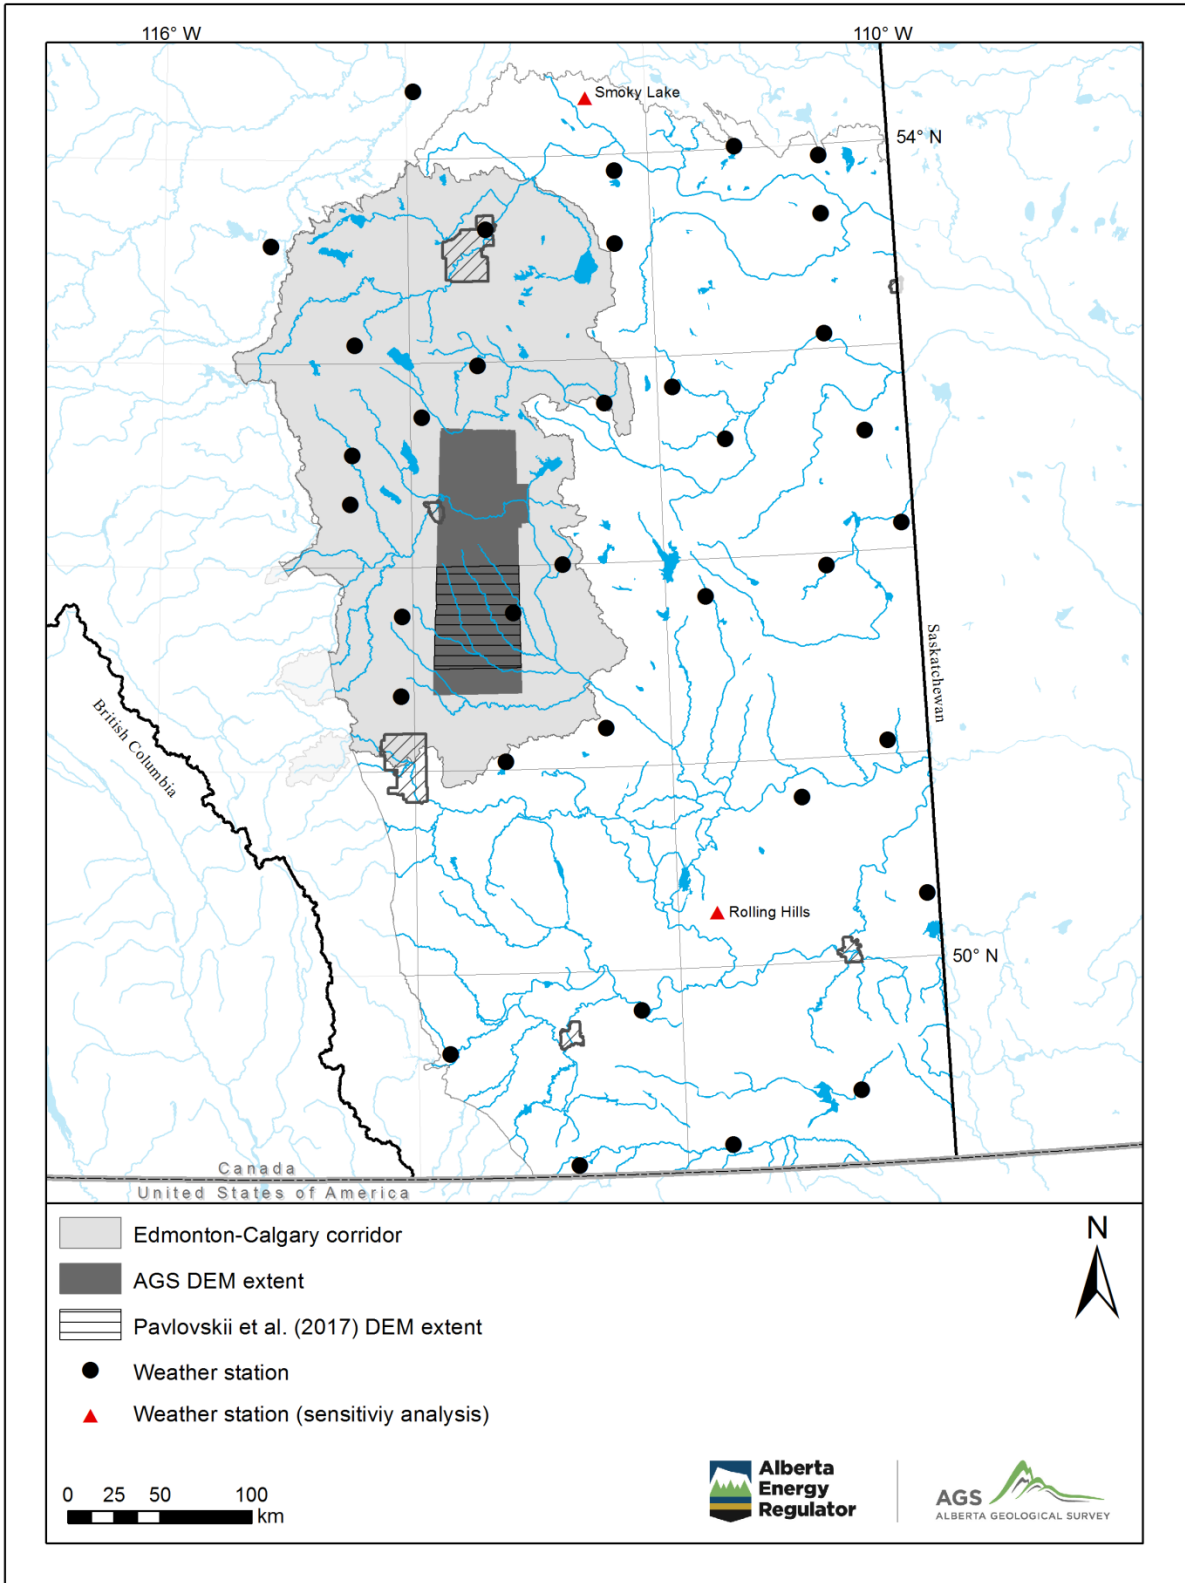 116° W
110° W
Smoky Lake
54° N
Saskatchewan
British Columbia
Rolling Hills
50° N
Canada
United States of America
Edmonton-Calgary corridor
N
AGS DEM extent
Pavlovskii et al. (2017) DEM extent
Weather station
Weather station (sensitiviy analysis)
0 25 50 100
km
Alberta
Energy
Regulator
AGS
ALBERTA GEOLOGICAL SURVEY